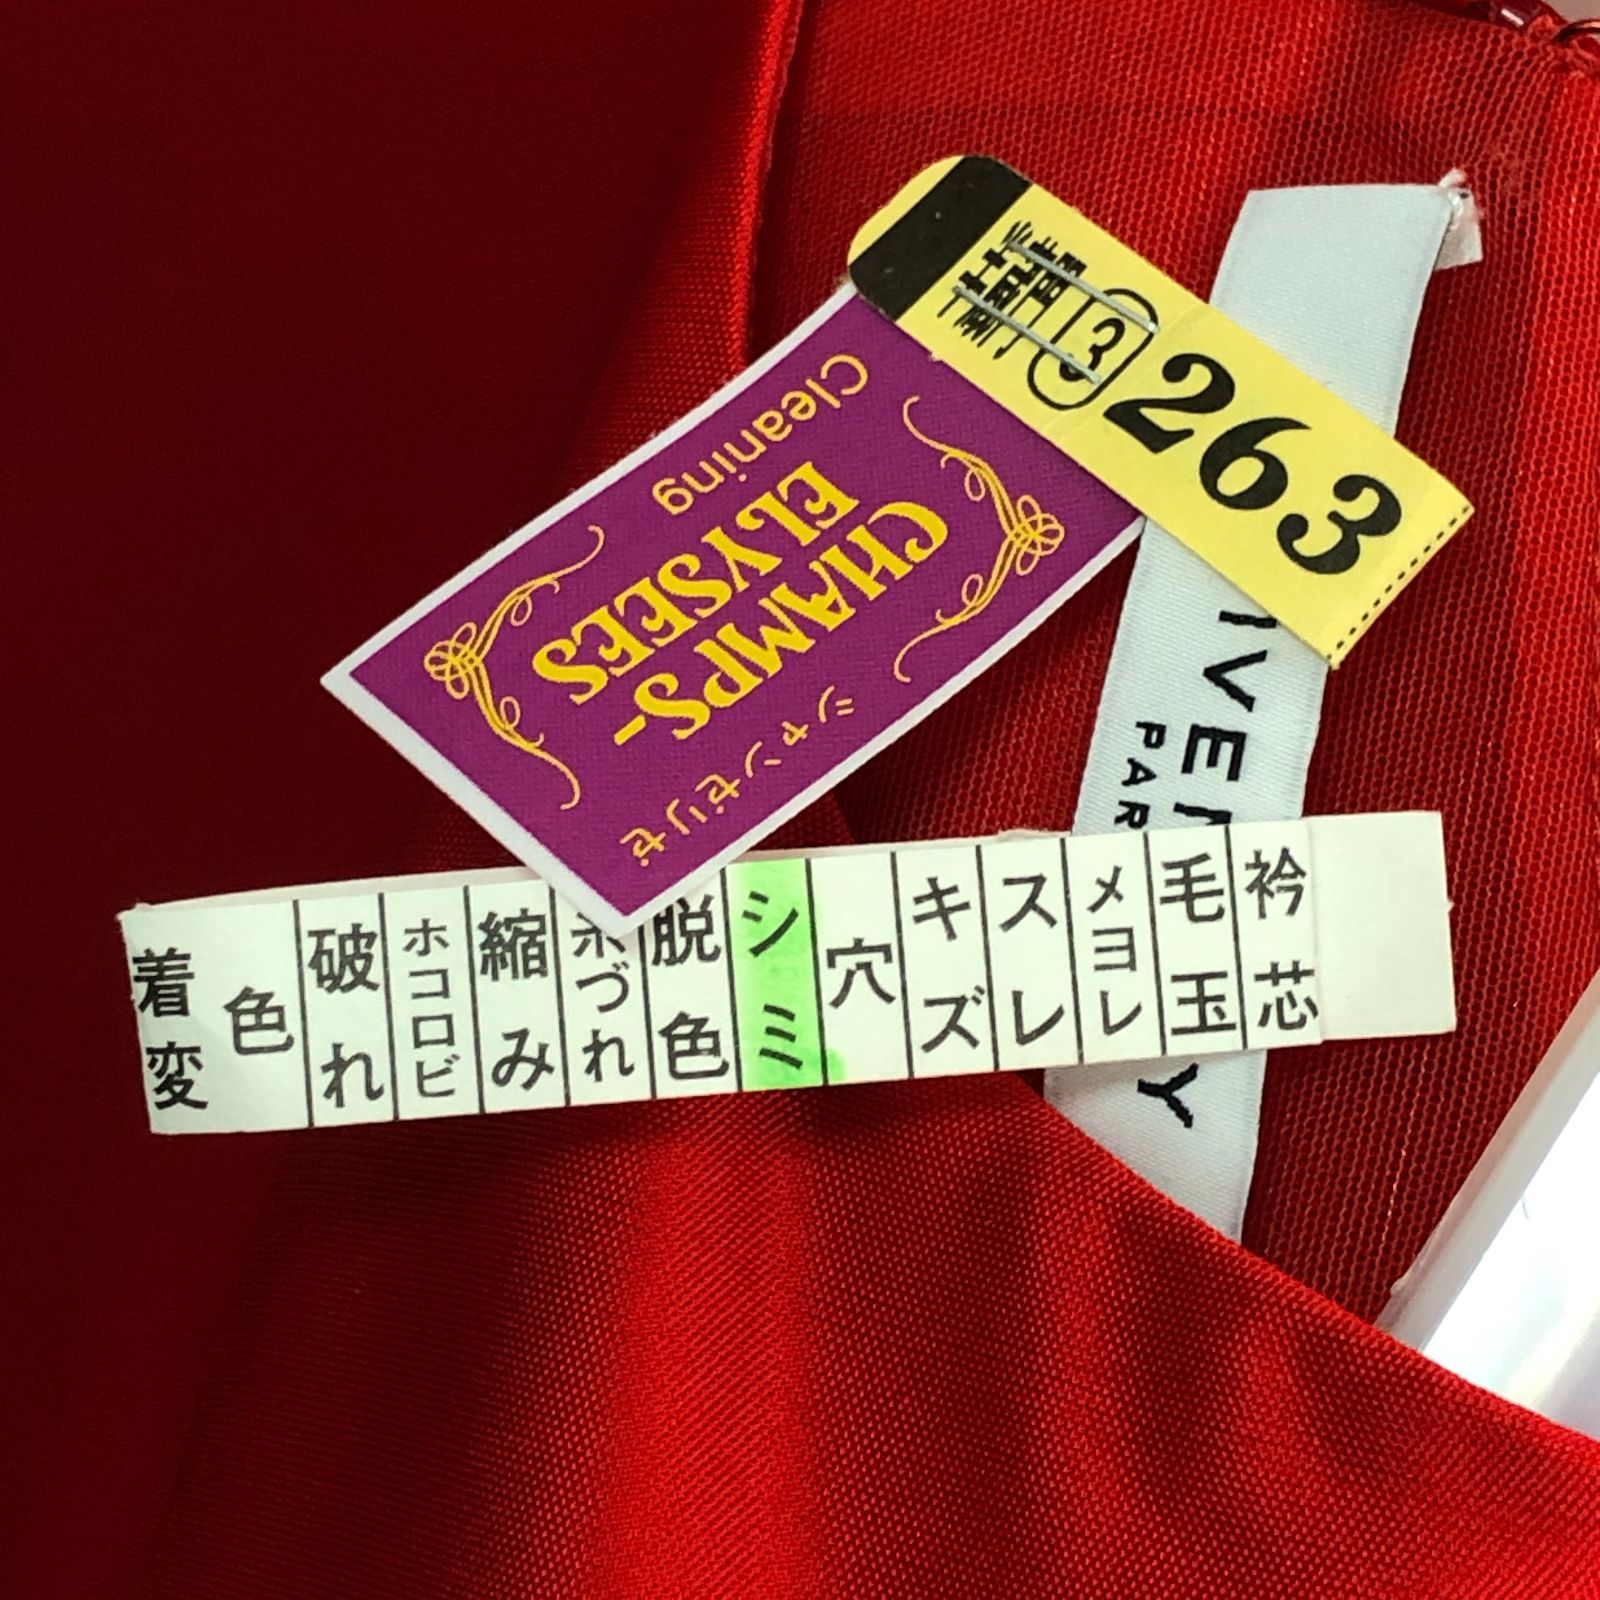 263
3
Cleaning
CHAMPS-
ELYSEES
シャンゼリゼ
IVEN
PAR
Y
着変色
破れ
ホコロビ
縮み
糸づれ
脱色
シミ
穴
キズ
スレ
メヨレ
毛玉
衿芯